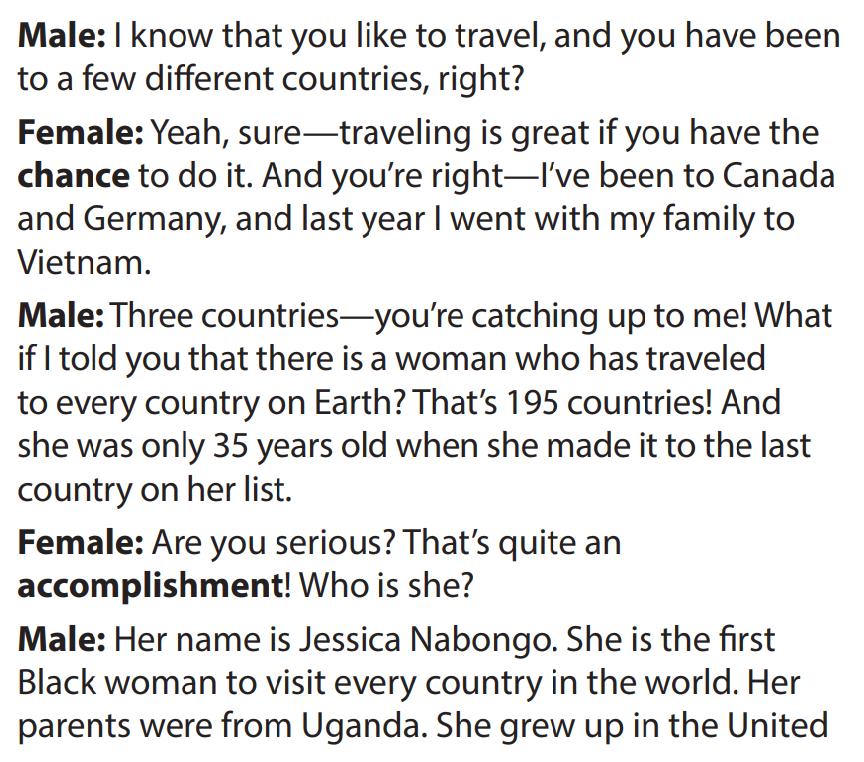 Male: I know that you like to travel, and you have been
to a few different countries, right?
Female: Yeah, sure—traveling is great if you have the
chance to do it. And you're right—I've been to Canada
and Germany, and last year I went with my family to
Vietnam.
Male: Three countries—you're catching up to me! What
if I told you that there is a woman who has traveled
to every country on Earth? That's 195 countries! And
she was only 35 years old when she made it to the last
country on her list.
Female: Are you serious? That's quite an
accomplishment! Who is she?
Male: Her name is Jessica Nabongo. She is the first
Black woman to visit every country in the world. Her
parents were from Uganda. She grew up in the United